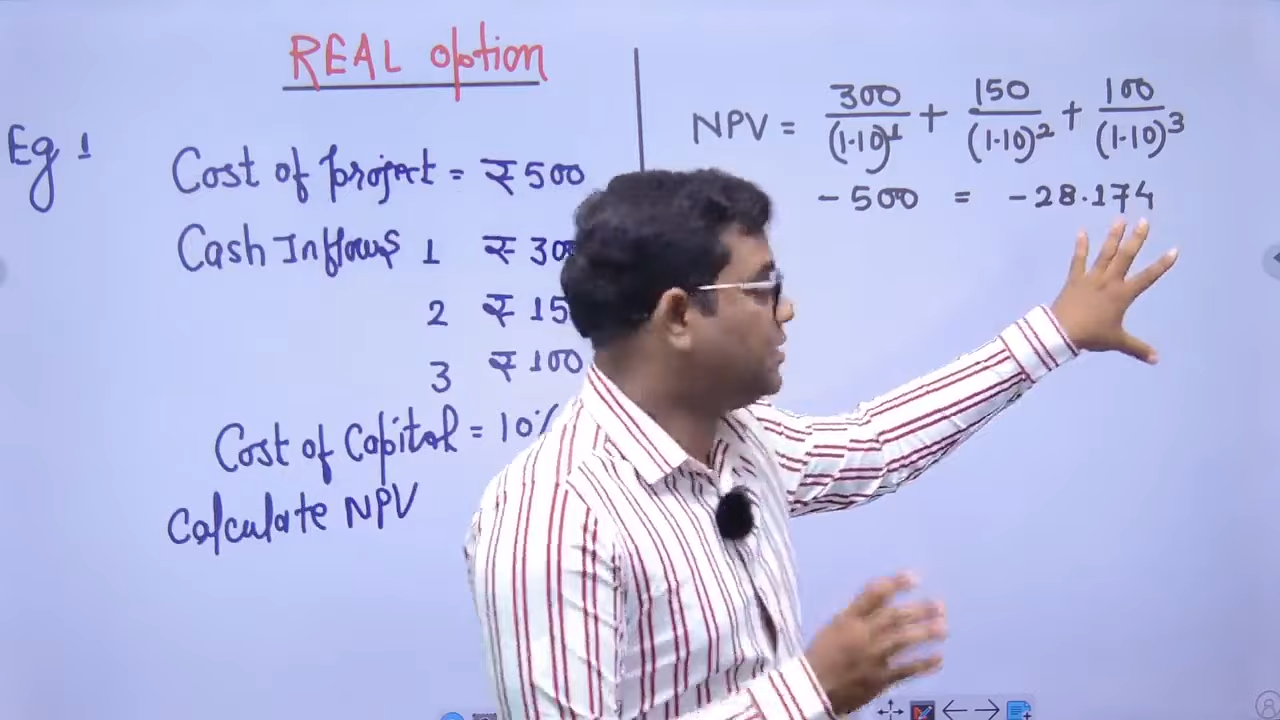 REAL option
Eg 1
Cost of project = ₹ 500
Cash Inflows 1 ₹ 300
2 ₹ 15
3 ₹ 100
Cost of Capital = 10%
Calculate NPV
NPV = 300/(1·10)^1 + 150/(1·10)^2 + 100/(1·10)^3
- 500 = - 28.174